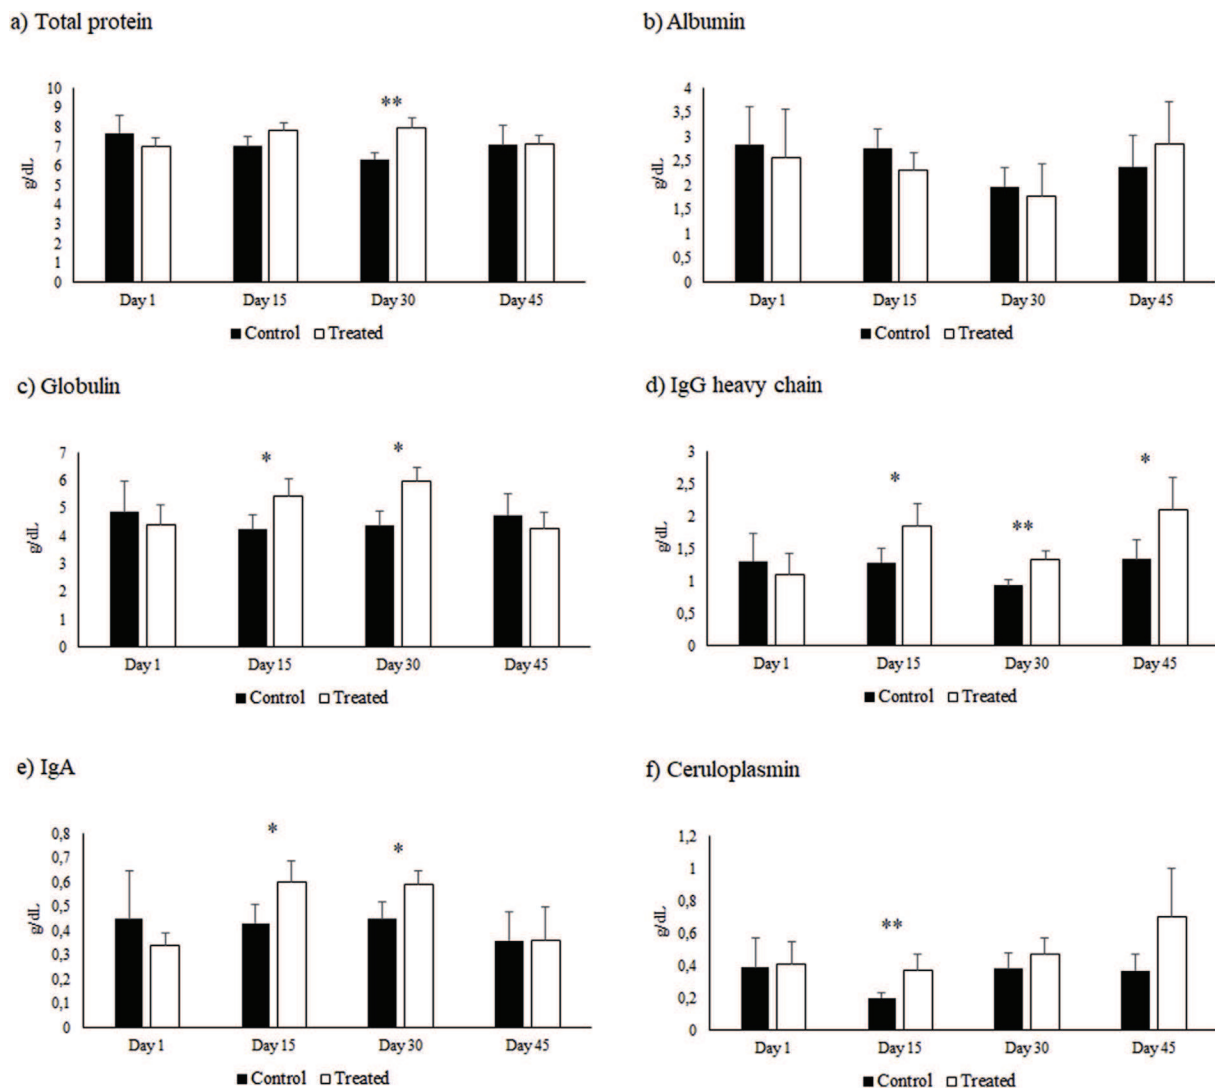 a) Total protein
10
9
8
7
6
5
4
3
2
1
0
g/dL
**
Day 1 Day 15 Day 30 Day 45
Control Treated
b) Albumin
4
3,5
3
2,5
2
1,5
1
0,5
0
g/dL
Day 1 Day 15 Day 30 Day 45
Control Treated
c) Globulin
7
6
5
4
3
2
1
0
g/dL
* *
Day 1 Day 15 Day 30 Day 45
Control Treated
d) IgG heavy chain
3
2,5
2
1,5
1
0,5
0
g/dL
* ** *
Day 1 Day 15 Day 30 Day 45
Control Treated
e) IgA
0,8
0,7
0,6
0,5
0,4
0,3
0,2
0,1
0
g/dL
* *
Day 1 Day 15 Day 30 Day 45
Control Treated
f) Ceruloplasmin
1,2
1
0,8
0,6
0,4
0,2
0
g/dL
**
Day 1 Day 15 Day 30 Day 45
Control Treated